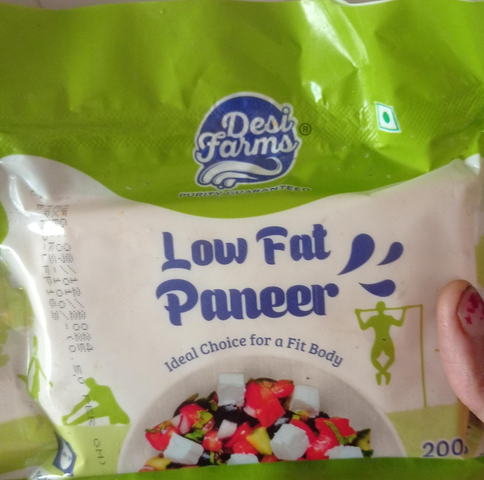 Desi
Farms
®
PURITY GUARANTEED
Low Fat
Paneer
Ideal Choice for a Fit Body
200